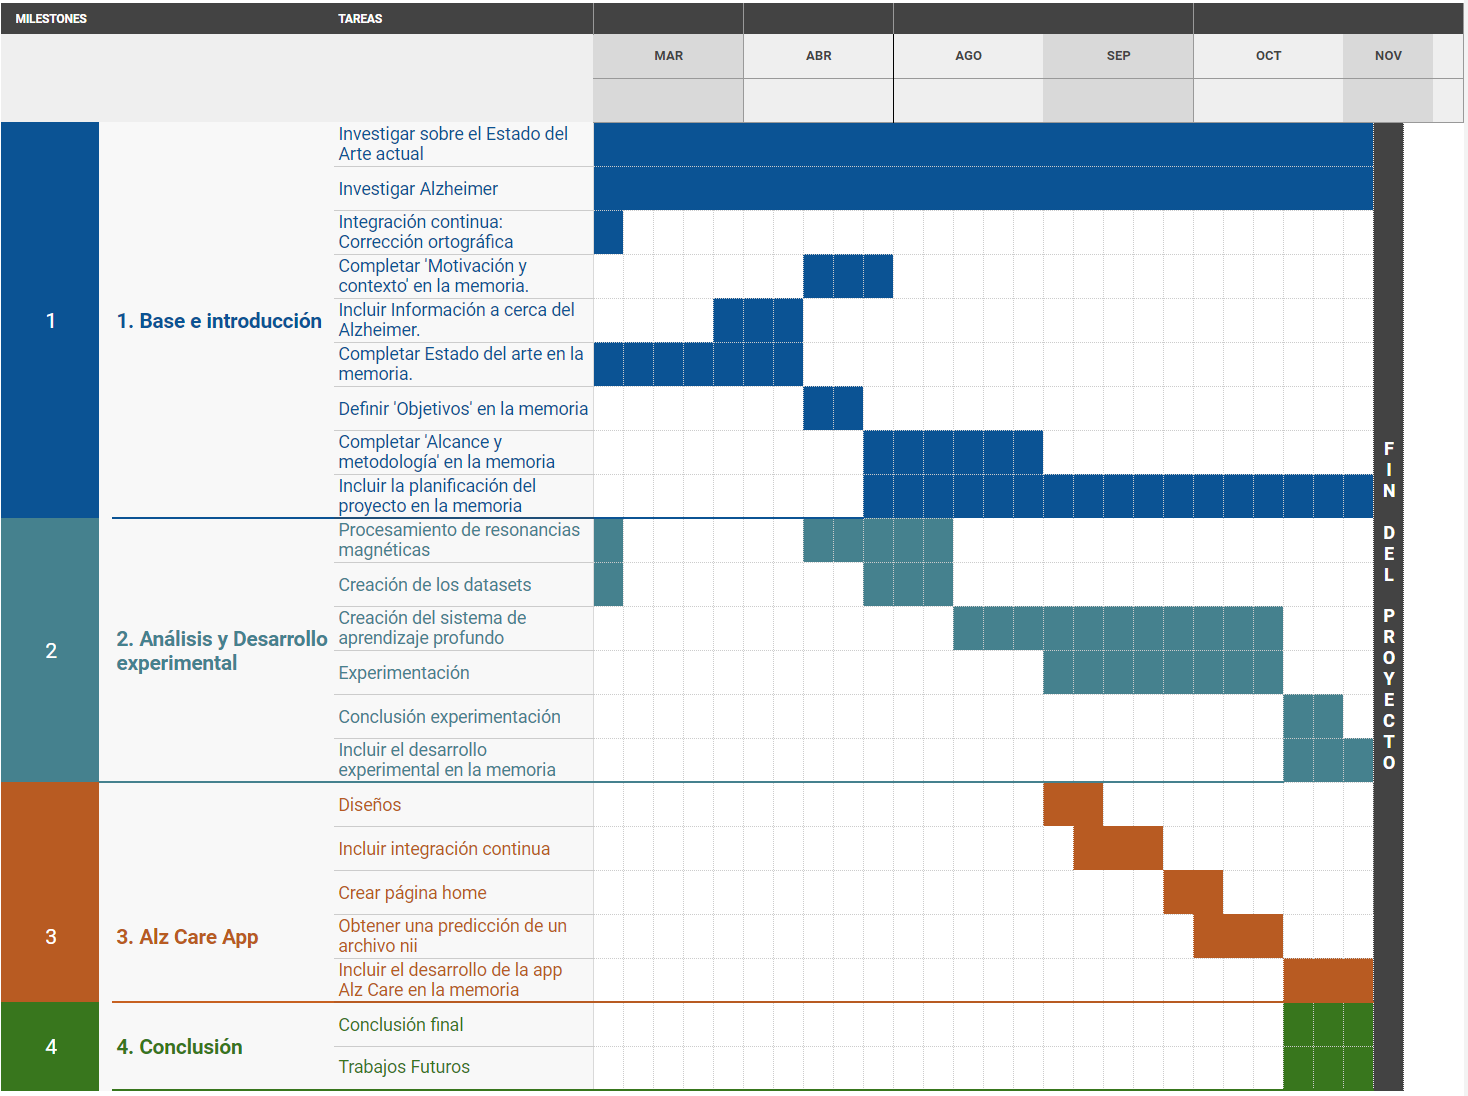 MILESTONES
TAREAS
MAR
ABR
AGO
SEP
OCT
NOV
1
1. Base e introducción
Investigar sobre el Estado del
Arte actual
Investigar Alzheimer
Integración continua:
Corrección ortográfica
Completar 'Motivación y
contexto' en la memoria.
Incluir Información a cerca del
Alzheimer.
Completar Estado del arte en la
memoria.
Definir 'Objetivos' en la memoria
Completar 'Alcance y
metodología' en la memoria
Incluir la planificación del
proyecto en la memoria
2
2. Análisis y Desarrollo
experimental
Procesamiento de resonancias
magnéticas
Creación de los datasets
Creación del sistema de
aprendizaje profundo
Experimentación
Conclusión experimentación
Incluir el desarrollo
experimental en la memoria
3
3. Alz Care App
Diseños
Incluir integración continua
Crear página home
Obtener una predicción de un
archivo nii
Incluir el desarrollo de la app
Alz Care en la memoria
4
4. Conclusión
Conclusión final
Trabajos Futuros
FIN DEL PROYECTO